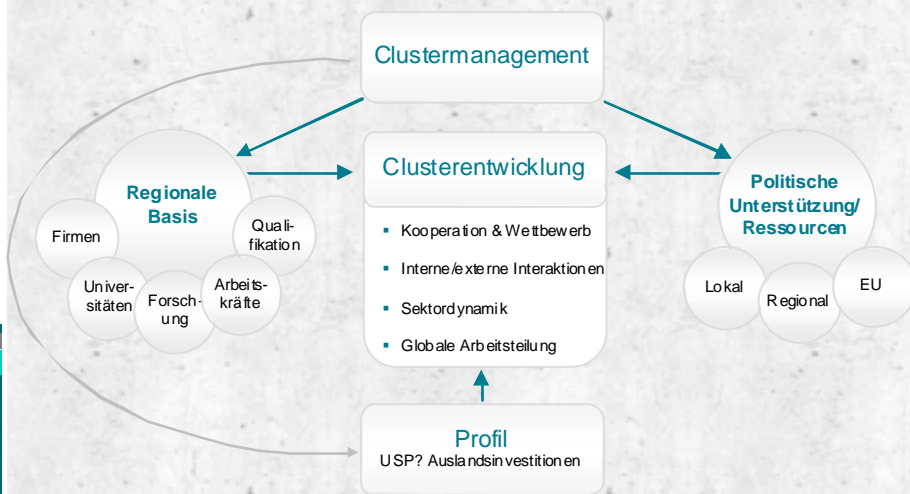 Clustermanagement
Clusterentwicklung
Regionale
Basis
Firmen
Univer-
sitäten
Forsch-
ung
Arbeits-
kräfte
Quali-
fikation
Kooperation & Wettbewerb
Interne/externe Interaktionen
Sektordynamik
Globale Arbeitsteilung
Politische
Unterstützung/
Ressourcen
Lokal
Regional
EU
Profil
USP? Auslandsinvestitionen